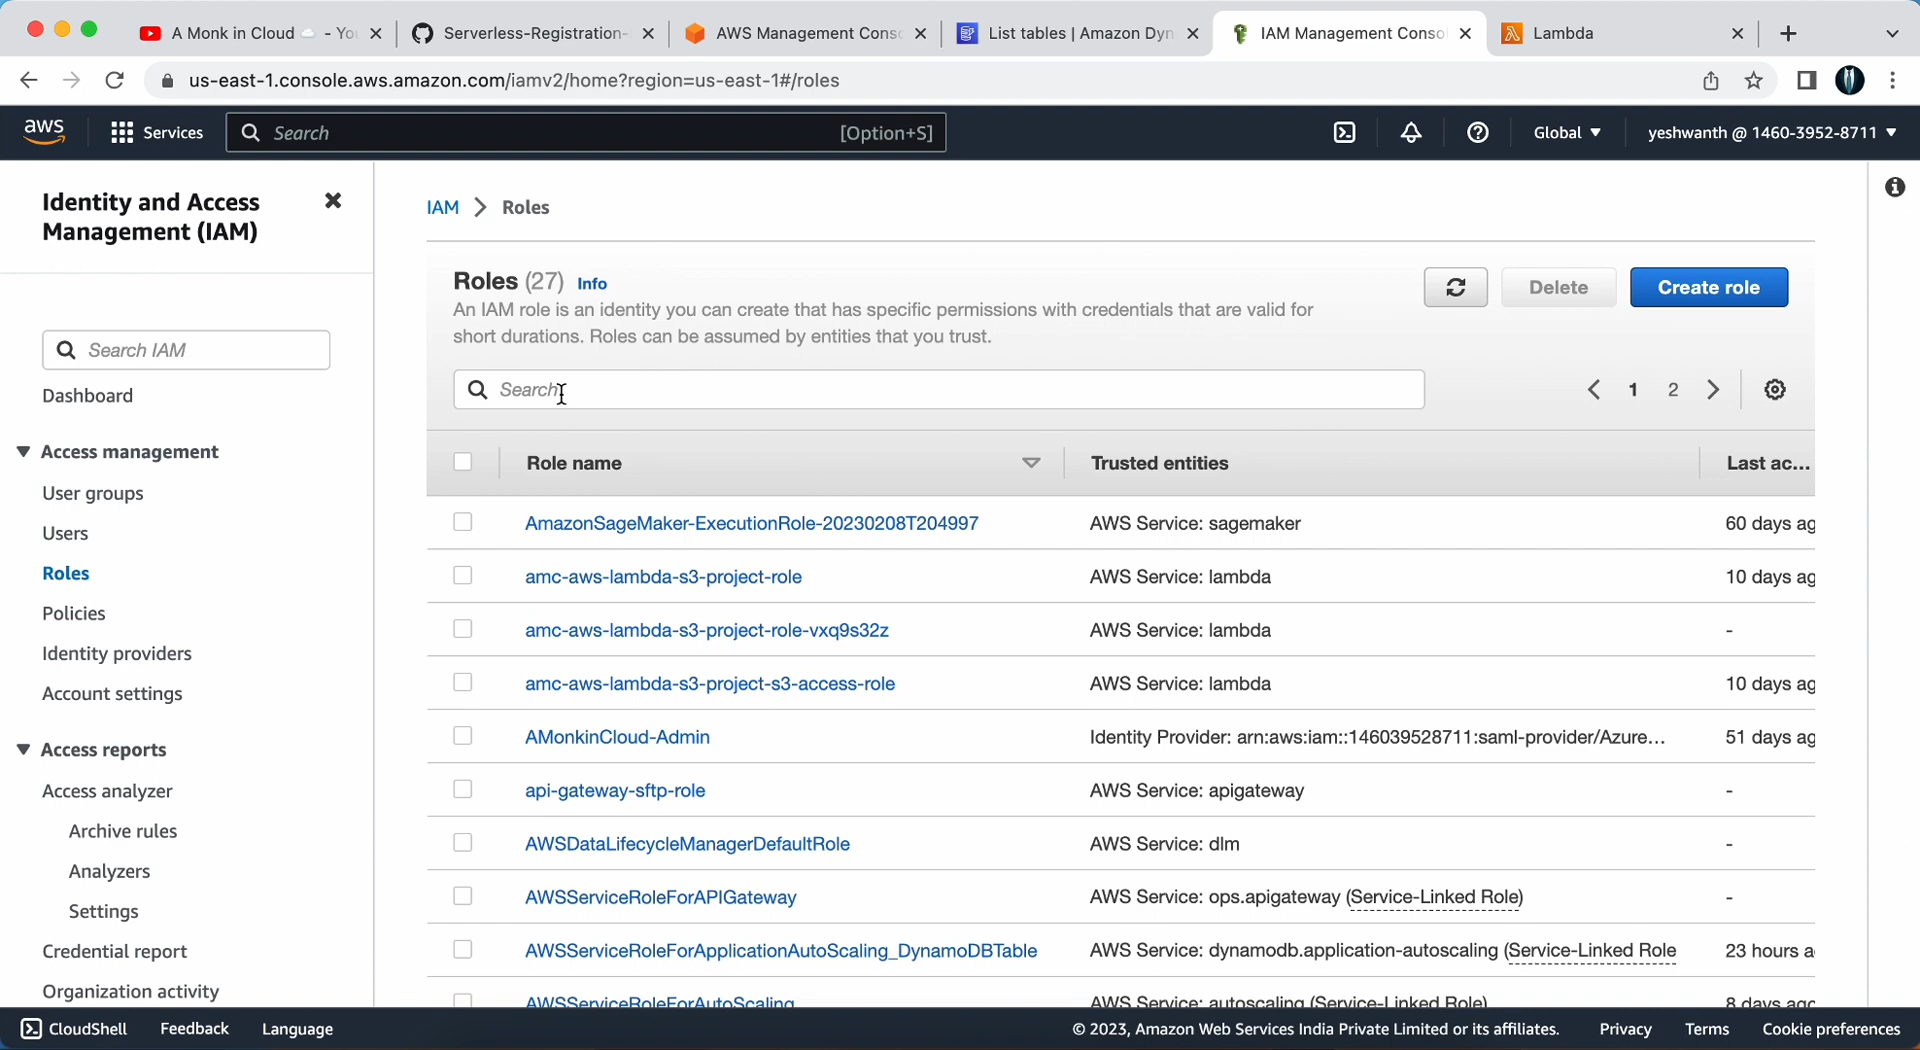 A Monk in Cloud - Yo
Serverless-Registration-
AWS Management Conso
List tables | Amazon Dyn
IAM Management Consol
Lambda
us-east-1.console.aws.amazon.com/iamv2/home?region=us-east-1#/roles
aws
Services
Search
[Option+S]
Global
yeshwanth @ 1460-3952-8711
Identity and Access
Management (IAM)
Search IAM
Dashboard
Access management
User groups
Users
Roles
Policies
Identity providers
Account settings
Access reports
Access analyzer
Archive rules
Analyzers
Settings
Credential report
Organization activity
IAM > Roles
Roles (27) Info
An IAM role is an identity you can create that has specific permissions with credentials that are valid for
short durations. Roles can be assumed by entities that you trust.
Delete
Create role
Search
1 2
Role name Trusted entities Last ac...
AmazonSageMaker-ExecutionRole-20230208T204997 AWS Service: sagemaker 60 days ag
amc-aws-lambda-s3-project-role AWS Service: lambda 10 days ag
amc-aws-lambda-s3-project-role-vxq9s32z AWS Service: lambda -
amc-aws-lambda-s3-project-s3-access-role AWS Service: lambda 10 days ag
AMonkinCloud-Admin Identity Provider: arn:aws:iam::146039528711:saml-provider/Azure... 51 days ag
api-gateway-sftp-role AWS Service: apigateway -
AWSDataLifecycleManagerDefaultRole AWS Service: dlm -
AWSServiceRoleForAPIGateway AWS Service: ops.apigateway (Service-Linked Role) -
AWSServiceRoleForApplicationAutoScaling_DynamoDBTable AWS Service: dynamodb.application-autoscaling (Service-Linked Role 23 hours a
AWSServiceRoleForAutoScaling AWS Service: autoscaling (Service-Linked Role) 8 days ago
CloudShell Feedback Language © 2023, Amazon Web Services India Private Limited or its affiliates. Privacy Terms Cookie preferences